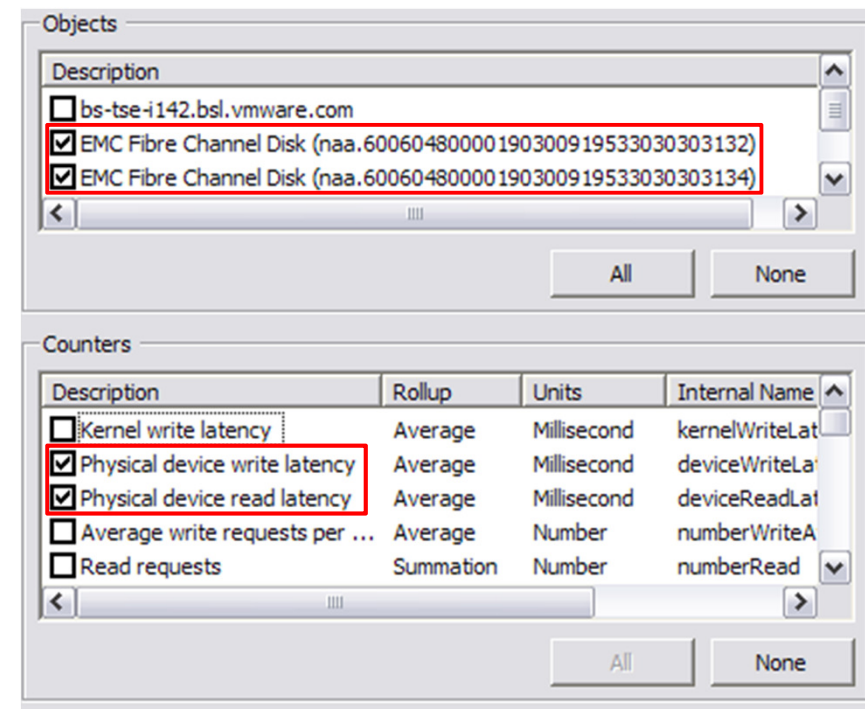 Objects
Description
bs-tse-i142.bsl.vmware.com
EMC Fibre Channel Disk (naa.60060480000190300919533030303132)
EMC Fibre Channel Disk (naa.60060480000190300919533030303134)
All None
Counters
Description Rollup Units Internal Name
Kernel write latency Average Millisecond kernelWriteLat
Physical device write latency Average Millisecond deviceWriteLat
Physical device read latency Average Millisecond deviceReadLat
Average write requests per ... Average Number numberWriteA
Read requests Summation Number numberRead
All None